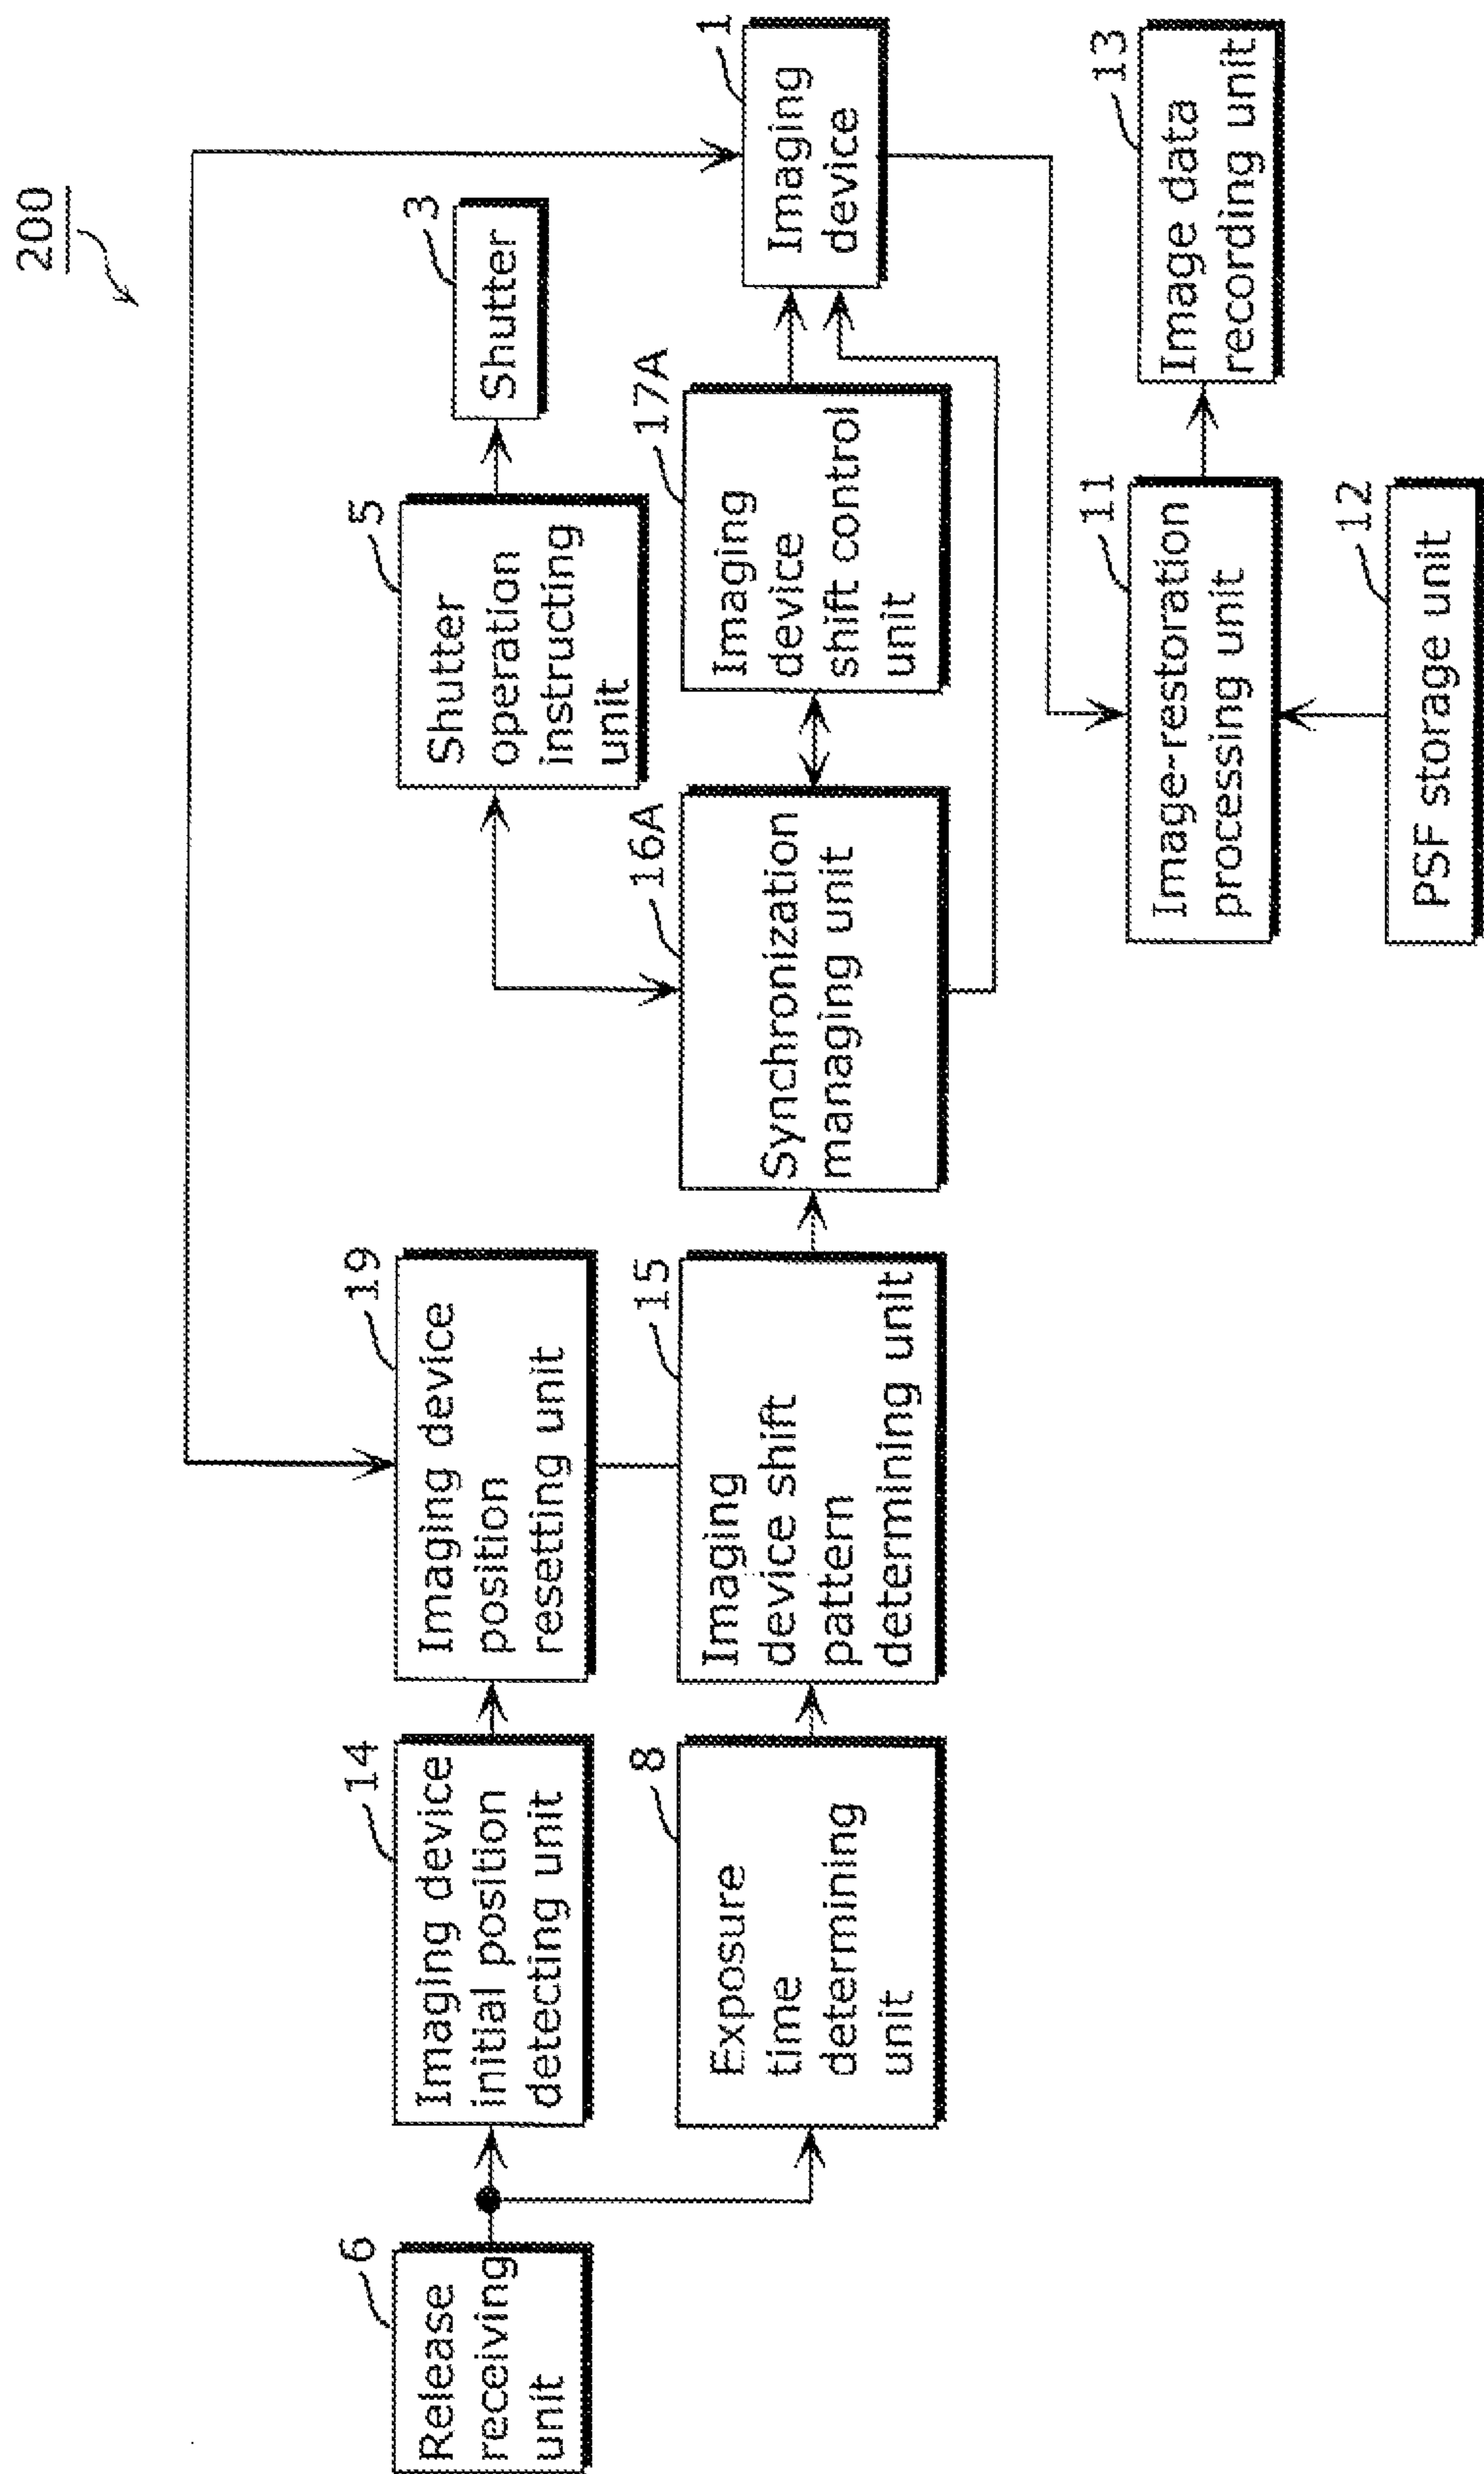 200
6
Release
receiving
unit
14
Imaging device
initial position
detecting unit
19
Imaging device
position
resetting unit
5
Shutter
operation
instructing
unit
3
Shutter
8
Exposure
time
determining
unit
15
Imaging
device shift
pattern
determining unit
16A
Synchronization
managing unit
17A
Imaging
device
shift control
unit
1
Imaging
device
11
Image-restoration
processing unit
13
Image data
recording unit
12
PSF storage unit